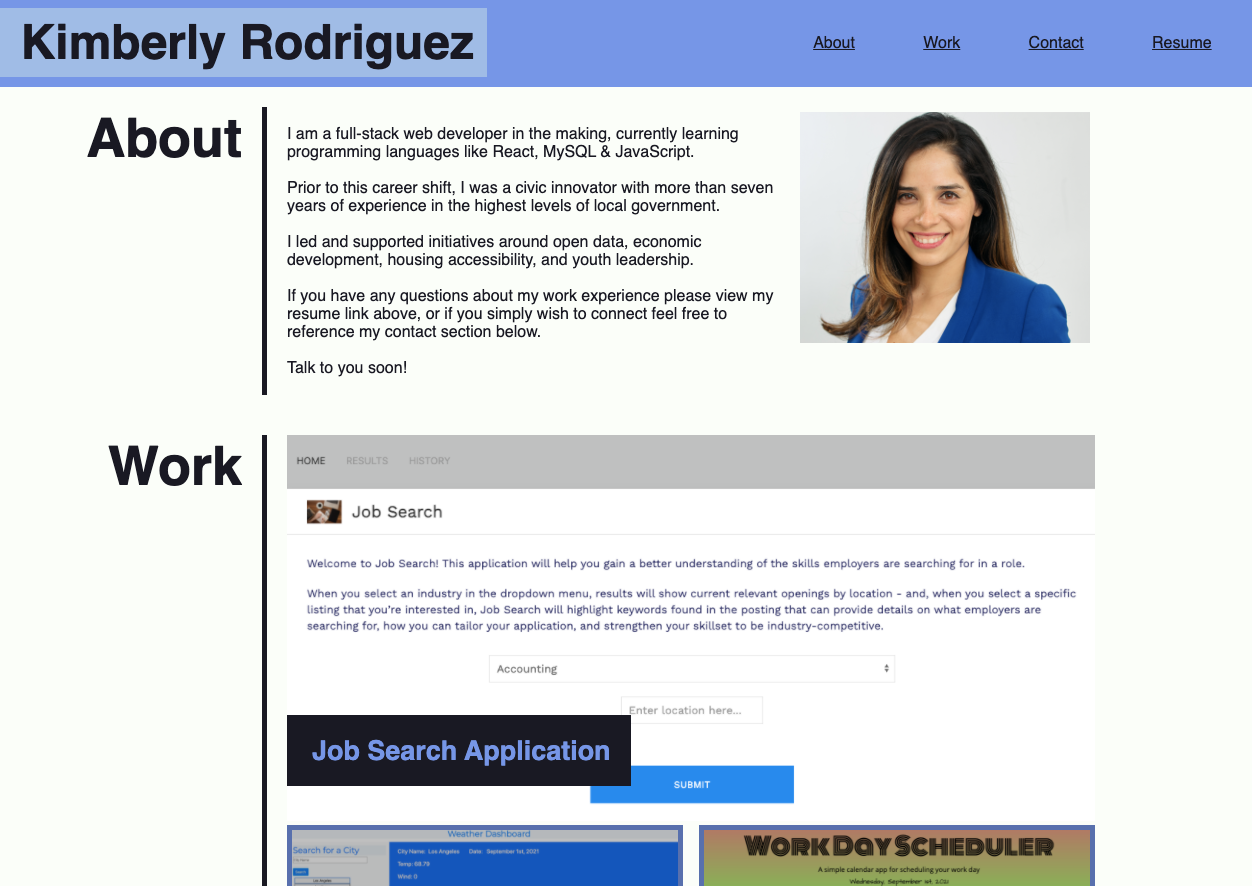 Kimberly Rodriguez
About
Work
Contact
Resume
About
I am a full-stack web developer in the making, currently learning
programming languages like React, MySQL & JavaScript.
Prior to this career shift, I was a civic innovator with more than seven
years of experience in the highest levels of local government.
I led and supported initiatives around open data, economic
development, housing accessibility, and youth leadership.
If you have any questions about my work experience please view my
resume link above, or if you simply wish to connect feel free to
reference my contact section below.
Talk to you soon!
Work
HOME RESULTS HISTORY
Job Search
Welcome to Job Search! This application will help you gain a better understanding of the skills employers are searching for in a role.
When you select an industry in the dropdown menu, results will show current relevant openings by location - and, when you select a specific
listing that you're interested in, Job Search will highlight keywords found in the posting that can provide details on what employers are
searching for, how you can tailor your application, and strengthen your skillset to be industry-competitive.
Accounting
Enter location here...
Job Search Application
SUBMIT
Weather Dashboard
Search for a City
City Name
Search
Los Angeles
City Name: Los Angeles Date: September 1st, 2021
Temp: 68.79
Wind: 0
WORK DAY SCHEDULER
A simple calendar app for scheduling your work day
Wednesday, September 1st, 2021